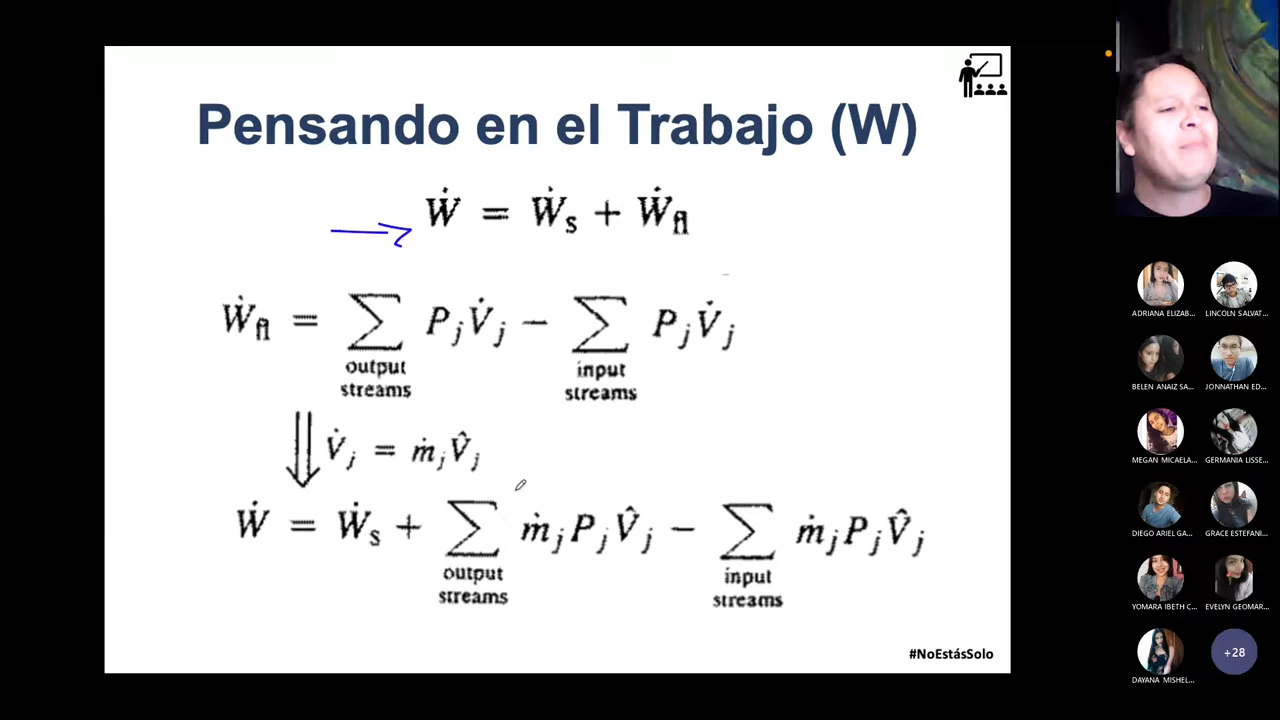 Pensando en el Trabajo (W)
Ẇ = Ẇs + Ẇfl
Ẇfl = ∑ PjV̇j − ∑ PjV̇j
output streams
input streams
V̇j = ṁjV̂j
Ẇ = Ẇs + ∑ ṁjPjV̂j − ∑ ṁjPjV̂j
output streams
input streams
#NoEstásSolo
ADRIANA ELIZAB...
LINCOLN SALVAT...
BELEN ANAIZ SA...
JONNATHAN ED...
MEGAN MICAELA...
GERMANIA LISSE...
DIEGO ARIEL GA...
GRACE ESTEFANI...
YOMARA IBETH C...
EVELYN GEOMAR...
DAYANA MISHEL...
+28